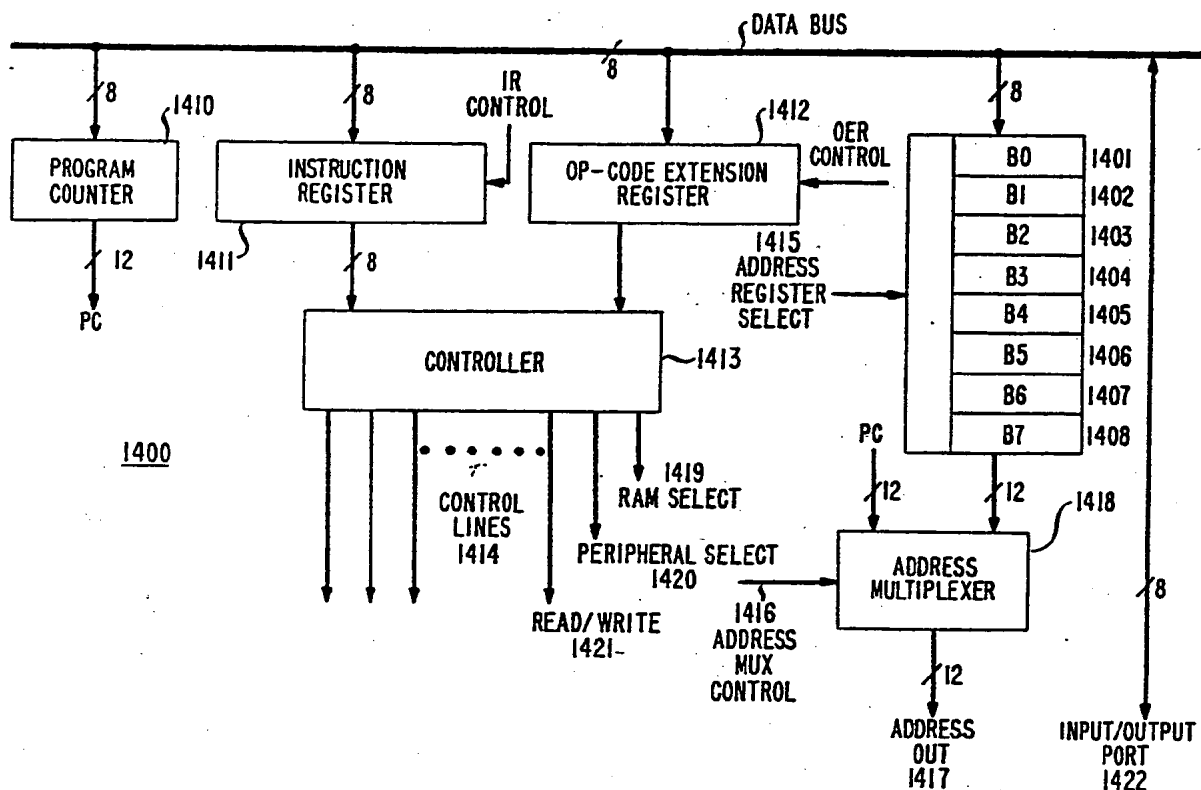 DATA BUS
8
8
8
8
1410
IR
CONTROL
1412
OER
CONTROL
PROGRAM
COUNTER
INSTRUCTION
REGISTER
OP-CODE EXTENSION
REGISTER
B0 1401
B1 1402
B2 1403
B3 1404
B4 1405
B5 1406
B6 1407
B7 1408
12
PC
1411
8
1415
ADDRESS
REGISTER
SELECT
CONTROLLER
1413
1400
PC
12
12
1418
CONTROL
LINES
1414
1419
RAM SELECT
PERIPHERAL SELECT
1420
READ/WRITE
1421
ADDRESS
MULTIPLEXER
1416
ADDRESS
MUX
CONTROL
8
12
ADDRESS
OUT
1417
INPUT/OUTPUT
PORT
1422